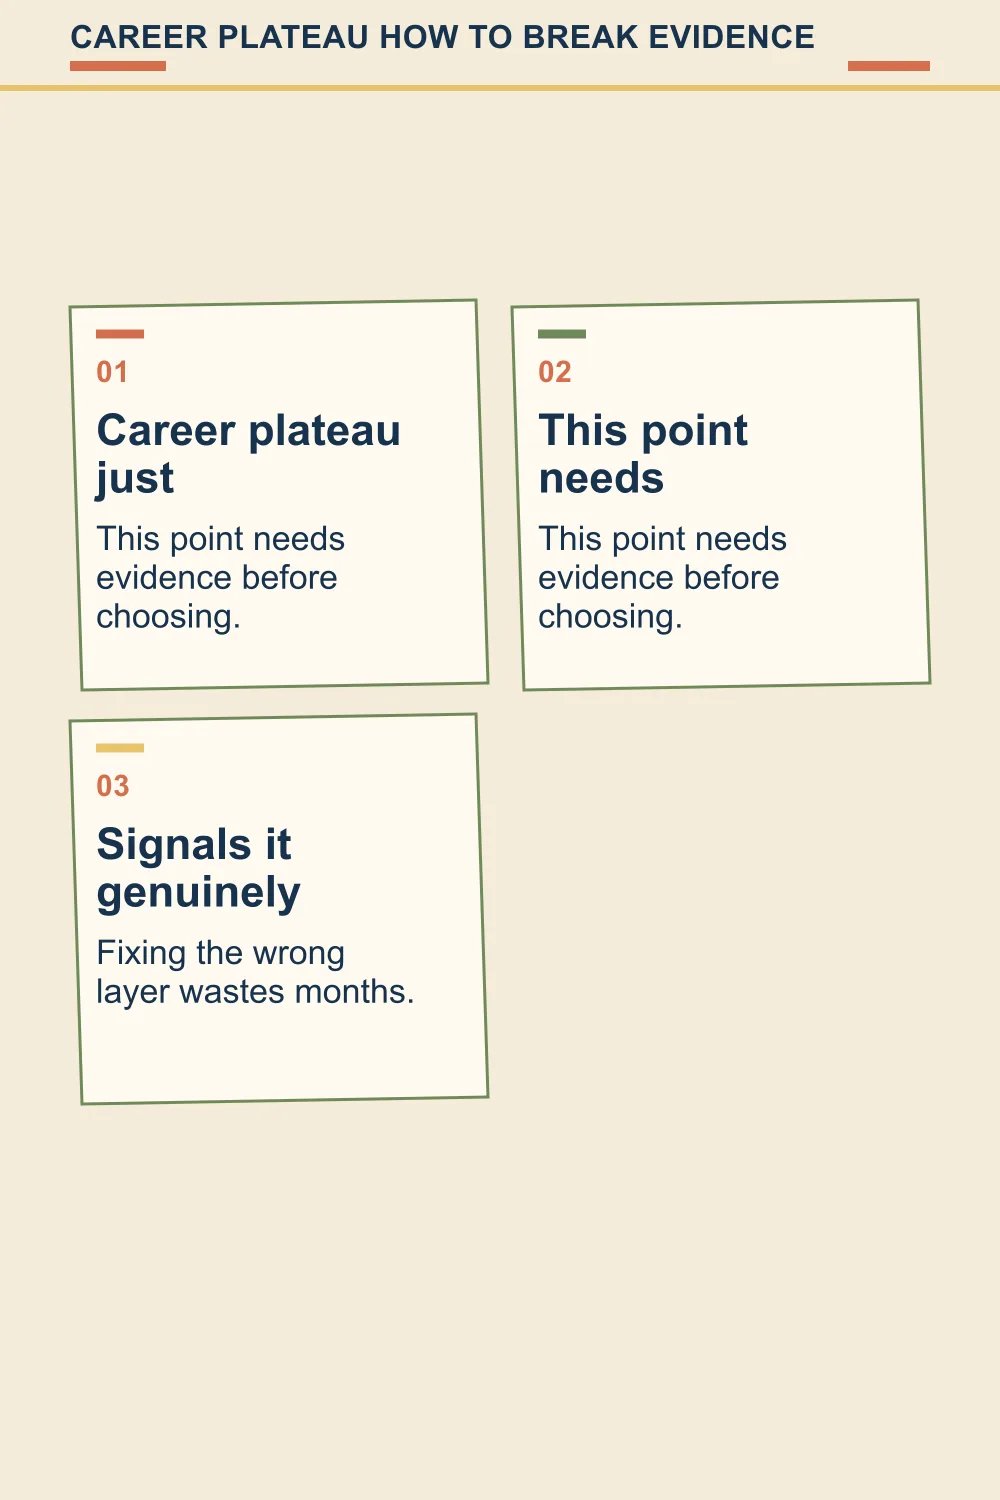 CAREER PLATEAU HOW TO BREAK EVIDENCE
01
Career plateau
just
This point needs
evidence before
choosing.
02
This point
needs
This point needs
evidence before
choosing.
03
Signals it
genuinely
Fixing the wrong
layer wastes months.